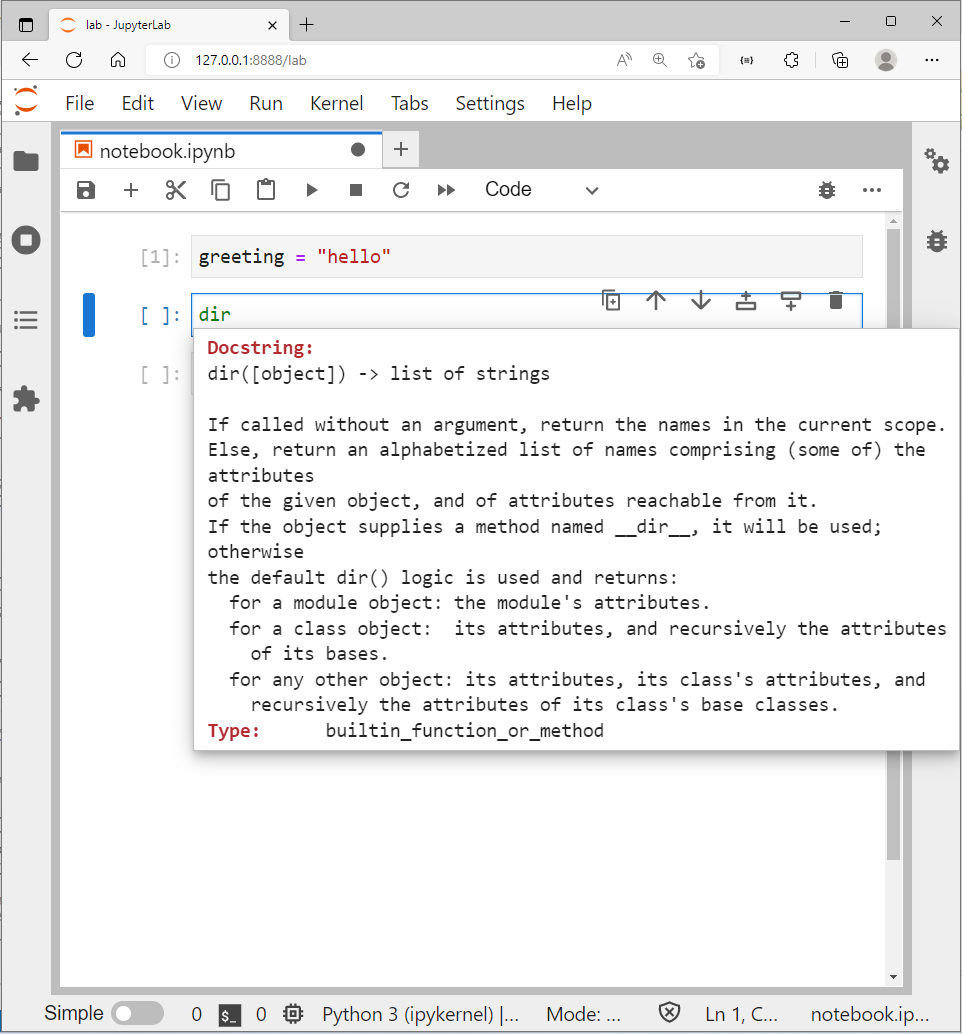 lab - JupyterLab
127.0.0.1:8888/lab
File Edit View Run Kernel Tabs Settings Help
notebook.ipynb
Code
[1]: greeting = "hello"
[ ]: dir
Docstring:
dir([object]) -> list of strings
[ ]:
If called without an argument, return the names in the current scope.
Else, return an alphabetized list of names comprising (some of) the
attributes
of the given object, and of attributes reachable from it.
If the object supplies a method named __dir__, it will be used;
otherwise
the default dir() logic is used and returns:
for a module object: the module's attributes.
for a class object:  its attributes, and recursively the attributes
of its bases.
for any other object: its attributes, its class's attributes, and
recursively the attributes of its class's base classes.
Type: builtin_function_or_method
Simple 0 $_ 0 Python 3 (ipykernel) |... Mode: ... Ln 1, C... notebook.ip...